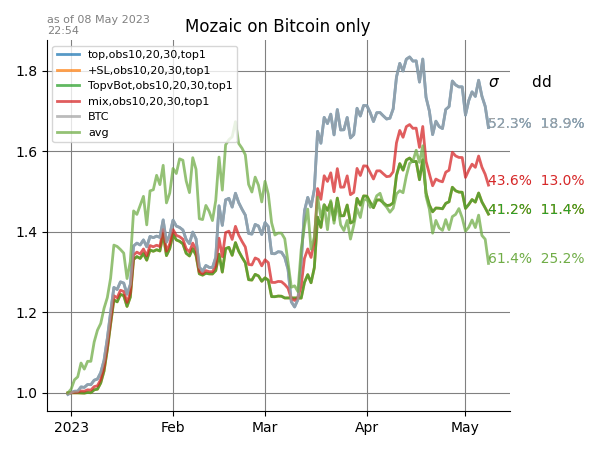 as of 08 May 2023
22:54
Mozaic on Bitcoin only
top,obs10,20,30,top1
+SL,obs10,20,30,top1
TopvBot,obs10,20,30,top1
mix,obs10,20,30,top1
BTC
avg
σ dd
52.3% 18.9%
43.6% 13.0%
41.2% 11.4%
61.4% 25.2%
1.8
1.6
1.4
1.2
1.0
2023 Feb Mar Apr May